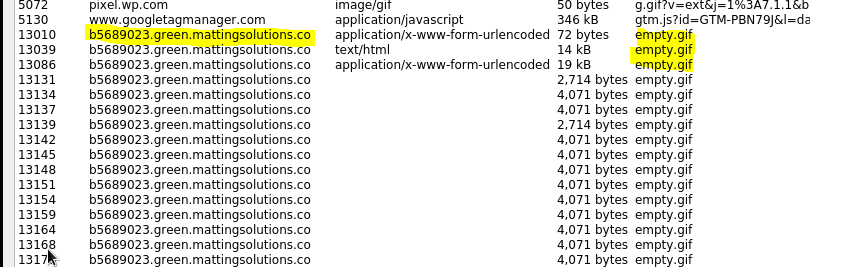 5072 pixel.wp.com image/gif 50 bytes g.gif?v=ext&j=1%3A7.1.1&b
5130 www.googletagmanager.com application/javascript 346 kB gtm.js?id=GTM-PBN79J&l=da
13010 b5689023.green.mattingsolutions.co application/x-www-form-urlencoded 72 bytes empty.gif
13039 b5689023.green.mattingsolutions.co text/html 14 kB empty.gif
13086 b5689023.green.mattingsolutions.co application/x-www-form-urlencoded 19 kB empty.gif
13131 b5689023.green.mattingsolutions.co 2,714 bytes empty.gif
13134 b5689023.green.mattingsolutions.co 4,071 bytes empty.gif
13137 b5689023.green.mattingsolutions.co 4,071 bytes empty.gif
13139 b5689023.green.mattingsolutions.co 2,714 bytes empty.gif
13142 b5689023.green.mattingsolutions.co 4,071 bytes empty.gif
13145 b5689023.green.mattingsolutions.co 4,071 bytes empty.gif
13148 b5689023.green.mattingsolutions.co 4,071 bytes empty.gif
13151 b5689023.green.mattingsolutions.co 4,071 bytes empty.gif
13154 b5689023.green.mattingsolutions.co 4,071 bytes empty.gif
13159 b5689023.green.mattingsolutions.co 4,071 bytes empty.gif
13164 b5689023.green.mattingsolutions.co 4,071 bytes empty.gif
13168 b5689023.green.mattingsolutions.co 4,071 bytes empty.gif
b5689023.green.mattingsolutions.co 4,071 bytes empty.gif